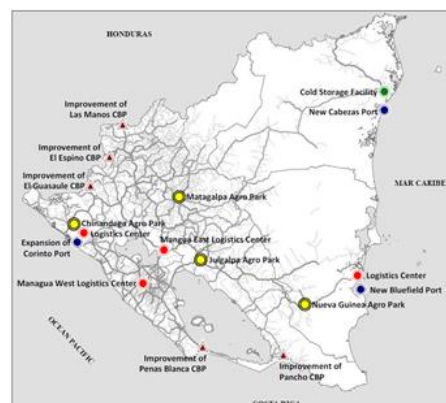 HONDURAS
Cold Storage Facility
New Cabezas Port
Improvement of
Las Manos CBP
Improvement of
El Espino CBP
MAR CARIBE
Improvement of
El Guasaule CBP
Matagalpa Agro Park
Chinandega Agro Park
Logistics Center
Expansion of
Corinto Port
Mangua East Logistics Center
Juigalpa Agro Park
Logistics Center
Managua West Logistics Center
New Bluefield Port
Nueva Guinea Agro Park
OCEAN PACIFIC
Improvement of
Penas Blanca CBP
Improvement of
Pancho CBP
COSTA RICA